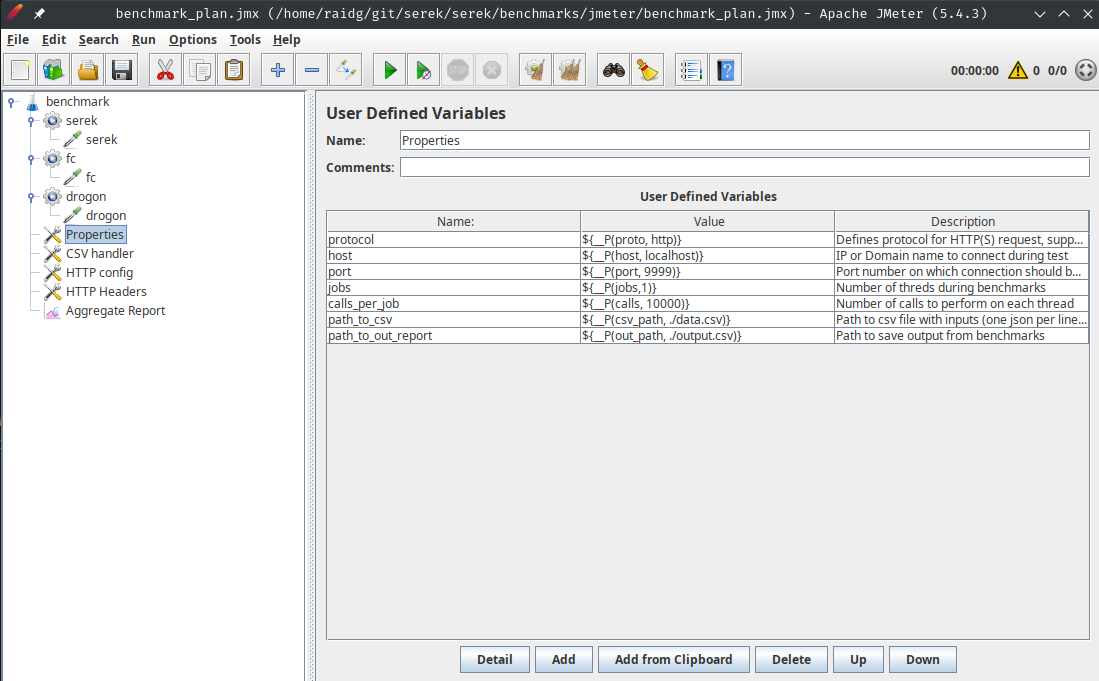 benchmark_plan.jmx (/home/raidg/git/serek/serek/benchmarks/jmeter/benchmark_plan.jmx) - Apache JMeter (5.4.3)
File Edit Search Run Options Tools Help
STOP 00:00:00 0 0/0
benchmark
serek
serek
fc
fc
drogon
drogon
Properties
CSV handler
HTTP config
HTTP Headers
Aggregate Report
User Defined Variables
Name: Properties
Comments:
User Defined Variables
Name: Value Description
protocol ${__P(proto, http)} Defines protocol for HTTP(S) request, supp...
host ${__P(host, localhost)} IP or Domain name to connect during test
port ${__P(port, 9999)} Port number on which connection should b...
jobs ${__P(jobs,1)} Number of threds during benchmarks
calls_per_job ${__P(calls, 10000)} Number of calls to perform on each thread
path_to_csv ${__P(csv_path, ./data.csv)} Path to csv file with inputs (one json per line...
path_to_out_report ${__P(out_path, ./output.csv)} Path to save output from benchmarks
Detail Add Add from Clipboard Delete Up Down